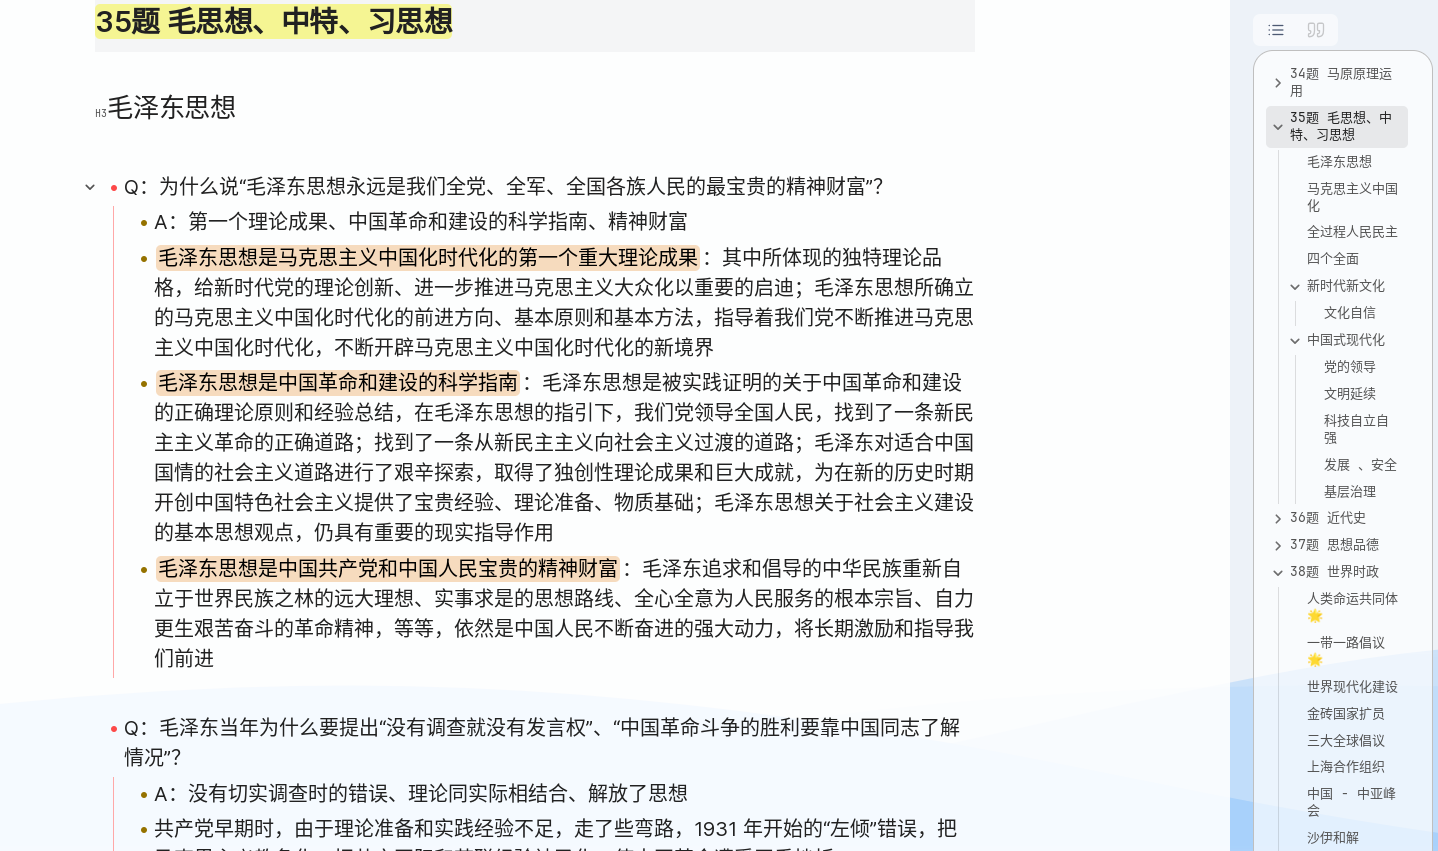 35题 毛思想、中特、习思想
H3毛泽东思想
Q：为什么说“毛泽东思想永远是我们全党、全军、全国各族人民的最宝贵的精神财富”？
A：第一个理论成果、中国革命和建设的科学指南、精神财富
毛泽东思想是马克思主义中国化时代化的第一个重大理论成果：其中所体现的独特理论品
格，给新时代党的理论创新、进一步推进马克思主义大众化以重要的启迪；毛泽东思想所确立
的马克思主义中国化时代化的前进方向、基本原则和基本方法，指导着我们党不断推进马克思
主义中国化时代化，不断开辟马克思主义中国化时代化的新境界
毛泽东思想是中国革命和建设的科学指南：毛泽东思想是被实践证明的关于中国革命和建设
的正确理论原则和经验总结，在毛泽东思想的指引下，我们党领导全国人民，找到了一条新民
主主义革命的正确道路；找到了一条从新民主主义向社会主义过渡的道路；毛泽东对适合中国
国情的社会主义道路进行了艰辛探索，取得了独创性理论成果和巨大成就，为在新的历史时期
开创中国特色社会主义提供了宝贵经验、理论准备、物质基础；毛泽东思想关于社会主义建设
的基本思想观点，仍具有重要的现实指导作用
毛泽东思想是中国共产党和中国人民宝贵的精神财富：毛泽东追求和倡导的中华民族重新自
立于世界民族之林的远大理想、实事求是的思想路线、全心全意为人民服务的根本宗旨、自力
更生艰苦奋斗的革命精神，等等，依然是中国人民不断奋进的强大动力，将长期激励和指导我
们前进
Q：毛泽东当年为什么要提出“没有调查就没有发言权”、“中国革命斗争的胜利要靠中国同志了解
情况”？
A：没有切实调查时的错误、理论同实际相结合、解放了思想
共产党早期时，由于理论准备和实践经验不足，走了些弯路，1931 年开始的“左倾”错误，把
34题 马原原理运
用
35题 毛思想、中
特、习思想
毛泽东思想
马克思主义中国
化
全过程人民民主
四个全面
新时代新文化
文化自信
中国式现代化
党的领导
文明延续
科技自立自
强
发展 、安全
基层治理
36题 近代史
37题 思想品德
38题 世界时政
人类命运共同体
🌟
一带一路倡议
🌟
世界现代化建设
金砖国家扩员
三大全球倡议
上海合作组织
中国 - 中亚峰
会
沙伊和解